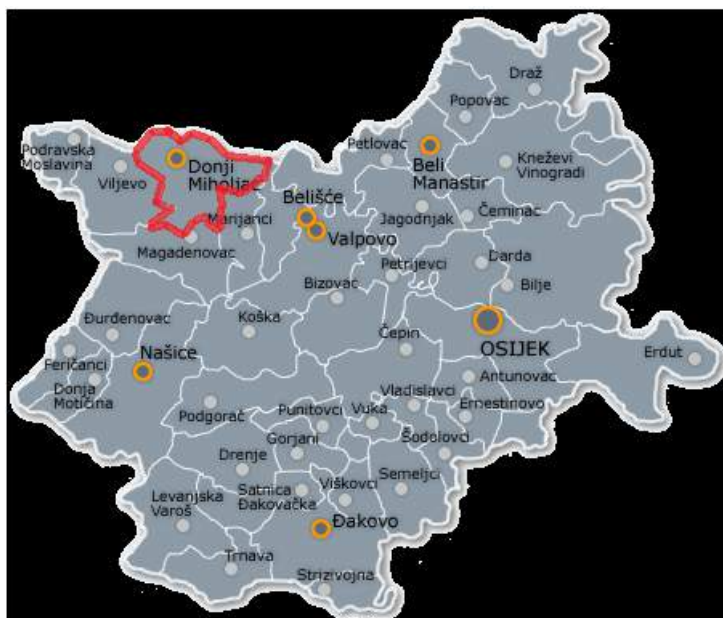 Draž
Popovac
Podravska
Moslavina
Viljevo
Donji
Miholjac
Petlovac
Beli
Manastir
Kneževi
Vinogradi
Belišće
Marijanci
Jagodnjak
Čeminac
Valpovo
Magadenovac
Petrijevci
Darda
Bizovac
Bilje
Đurđenovac
Koška
Čepin
OSIJEK
Erdut
Feričanci
Našice
Donja
Motičina
Antunovac
Podgorač
Vladislavci
Punitovci
Vuka
Ernestinovo
Gorjani
Šodolovci
Drenje
Semeljci
Levanjska
Varoš
Satnica
Đakovačka
Viškovci
Đakovo
Trnava
Strizivojna